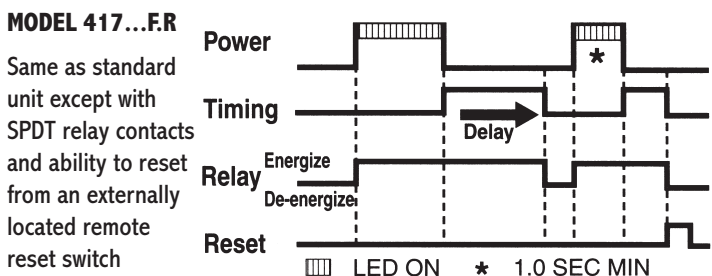 MODEL 417...F.R
Same as standard
unit except with
SPDT relay contacts
and ability to reset
from an externally
located remote
reset switch
Power
*
Timing
Delay
Relay
Energize
De-energize
Reset
LED ON
* 1.0 SEC MIN